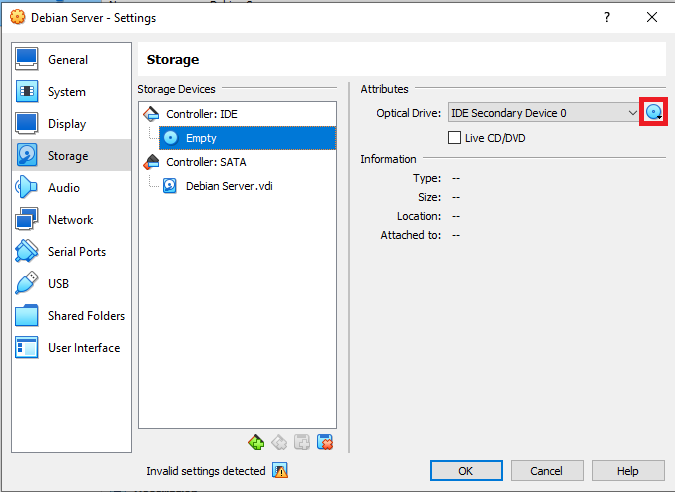 Debian Server - Settings
?
General
System
Display
Storage
Audio
Network
Serial Ports
USB
Shared Folders
User Interface
Storage
Storage Devices
Controller: IDE
Empty
Controller: SATA
Debian Server.vdi
Attributes
Optical Drive: IDE Secondary Device 0
Live CD/DVD
Information
Type: --
Size: --
Location: --
Attached to: --
Invalid settings detected
OK
Cancel
Help